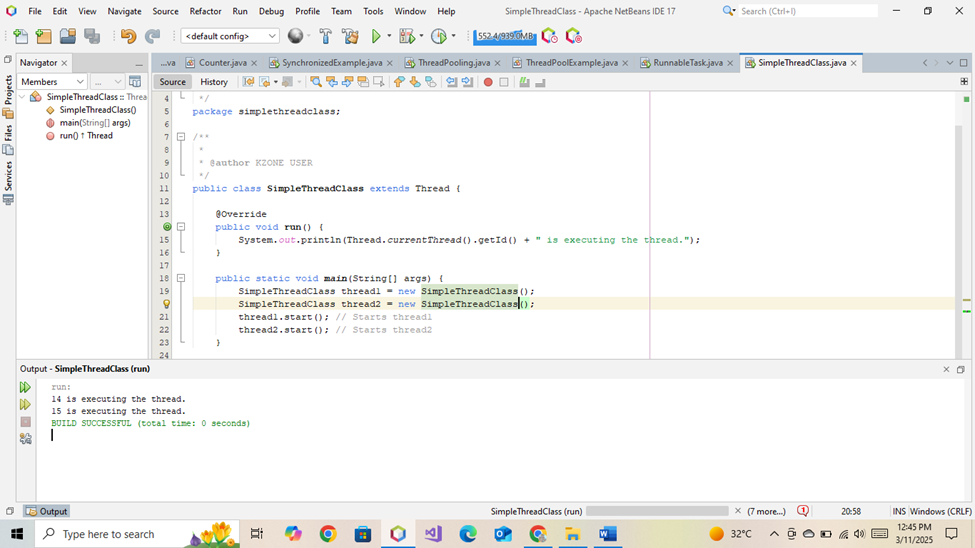 File Edit View Navigate Source Refactor Run Debug Profile Team Tools Window Help
SimpleThreadClass - Apache NetBeans IDE 17
Search (Ctrl+I)
<default config>
552.4/939.0MB
Navigator
...va Counter.java SynchronizedExample.java ThreadPooling.java ThreadPoolExample.java RunnableTask.java SimpleThreadClass.java
Members
Source History
Projects
Files
Services
SimpleThreadClass :: Threa
SimpleThreadClass()
main(String[] args)
run() ↑ Thread
4 */
5 package simplethreadclass;
6
7 /**
8 *
9 * @author KZONE USER
10 */
11 public class SimpleThreadClass extends Thread {
12
13 @Override
public void run() {
15 System.out.println(Thread.currentThread().getId() + " is executing the thread.");
16 }
17
18 public static void main(String[] args) {
19 SimpleThreadClass thread1 = new SimpleThreadClass();
SimpleThreadClass thread2 = new SimpleThreadClass();
21 thread1.start(); // Starts thread1
22 thread2.start(); // Starts thread2
23 }
24
Output - SimpleThreadClass (run)
run:
14 is executing the thread.
15 is executing the thread.
BUILD SUCCESSFUL (total time: 0 seconds)
Output
SimpleThreadClass (run)
(7 more...)
1
20:58
INS
Windows (CRLF)
Type here to search
32°C
12:45 PM
3/11/2025